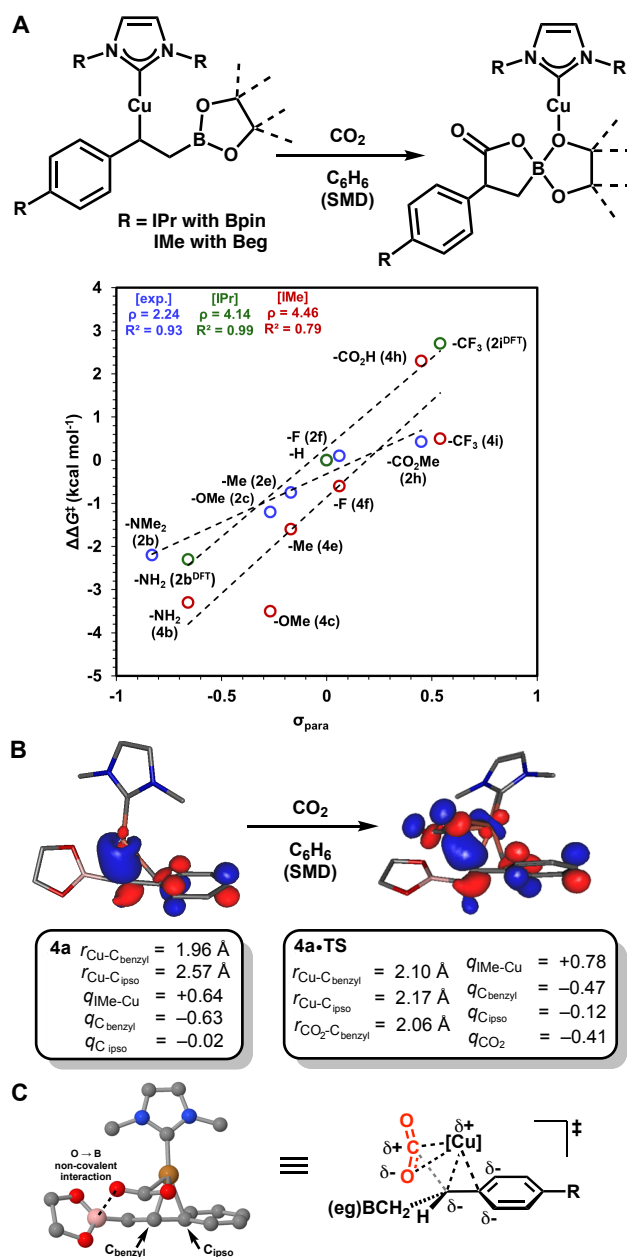 A
R
N
N
R
Cu
O
B
O
R
CO₂
C₆H₆
(SMD)
R = IPr with Bpin
IMe with Beg
R
N
N
R
Cu
O
O
O
B
O
R
[exp.] [IPr] [IMe]
ρ = 2.24 ρ = 4.14 ρ = 4.46
R² = 0.93 R² = 0.99 R² = 0.79
4
3
2
1
0
-1
-2
-3
-4
-5
ΔΔG‡ (kcal mol⁻¹)
-CO₂H (4h)
-CF₃ (2i^DFT)
-F (2f)
-H
-Me (2e)
-OMe (2c)
-NMe₂
(2b)
-NH₂ (2b^DFT)
-NH₂
(4b)
-OMe (4c)
-Me (4e)
-F (4f)
-CO₂Me
(2h)
-CF₃ (4i)
-1 -0.5 0 0.5 1
σpara
B
CO₂
C₆H₆
(SMD)
4a
rCu-Cbenzyl = 1.96 Å
rCu-Cipso = 2.57 Å
qIMe-Cu = +0.64
qCbenzyl = –0.63
qC ipso = –0.02
4a•TS
rCu-Cbenzyl = 2.10 Å
rCu-Cipso = 2.17 Å
rCO₂-Cbenzyl = 2.06 Å
qIMe-Cu = +0.78
qCbenzyl = –0.47
qCipso = –0.12
qCO₂ = –0.41
C
O → B
non-covalent
interaction
Cbenzyl Cipso
‡
O
δ+ C [Cu] δ+
δ- O
δ-
(eg)BCH₂ R
H δ- δ-